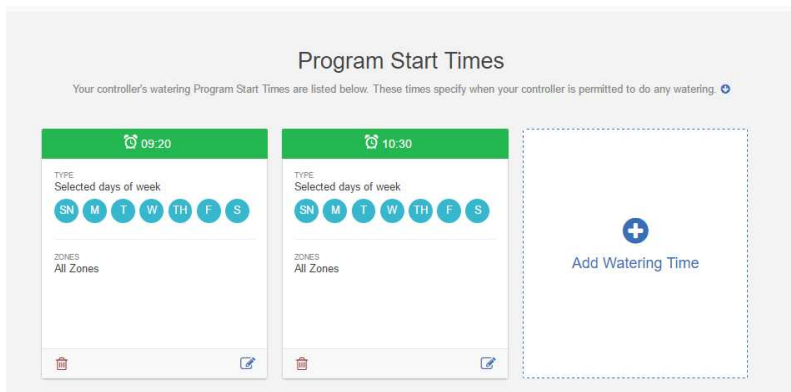 Program Start Times
Your controller's watering Program Start Times are listed below. These times specify when your controller is permitted to do any watering.
09:20
TYPE
Selected days of week
SN M T W TH F S
ZONES
All Zones
10:30
TYPE
Selected days of week
SN M T W TH F S
ZONES
All Zones
Add Watering Time